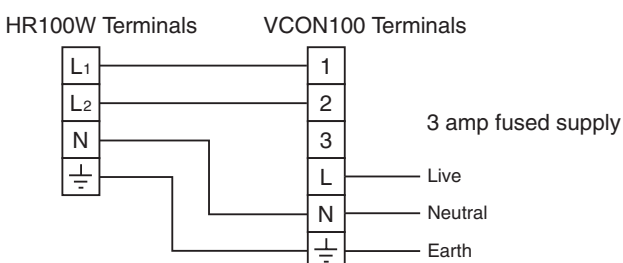 HR100W Terminals
VCON100 Terminals
L1
L2
N
1
2
3
L
N
3 amp fused supply
Live
Neutral
Earth